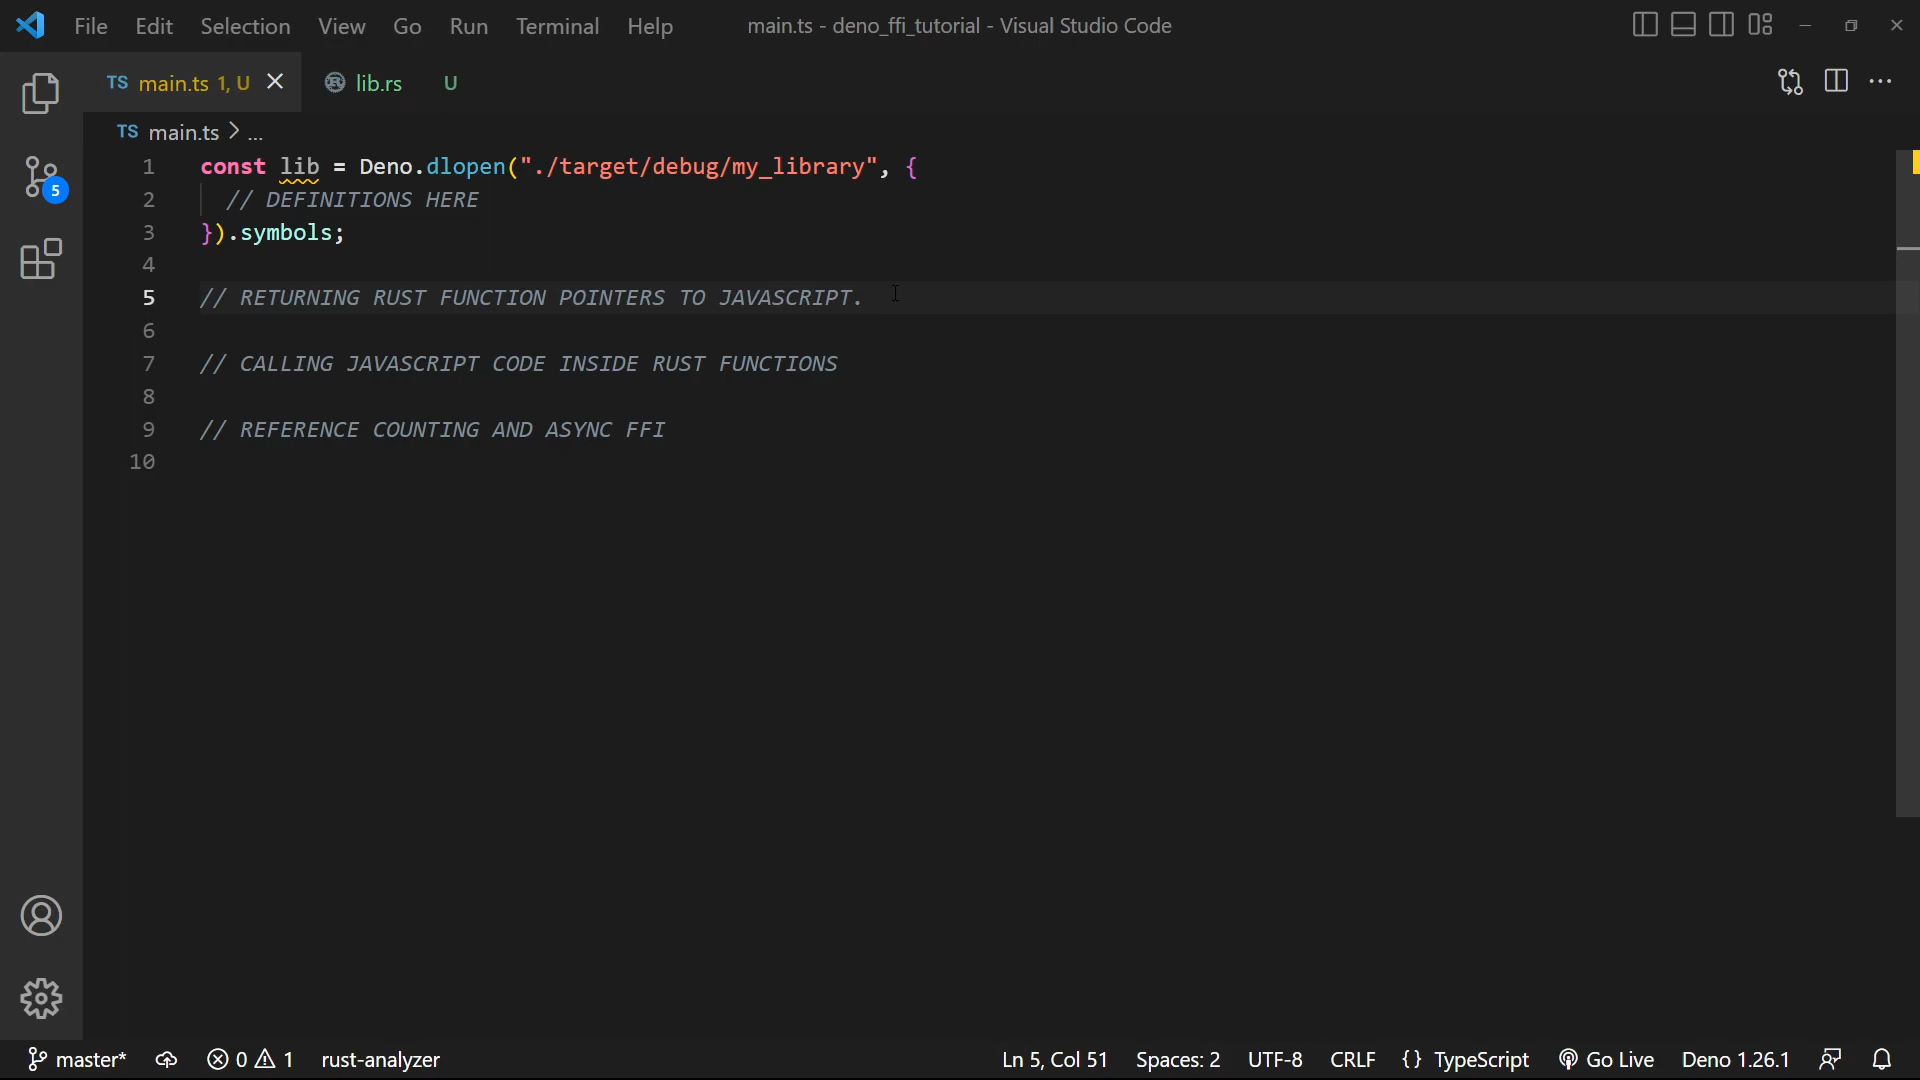 File Edit Selection View Go Run Terminal Help main.ts - deno_ffi_tutorial - Visual Studio Code
TS main.ts 1, U lib.rs U
TS main.ts > ...
1 const lib = Deno.dlopen("./target/debug/my_library", {
2 // DEFINITIONS HERE
3 }).symbols;
4
5 // RETURNING RUST FUNCTION POINTERS TO JAVASCRIPT.
6
7 // CALLING JAVASCRIPT CODE INSIDE RUST FUNCTIONS
8
9 // REFERENCE COUNTING AND ASYNC FFI
10
5
master* 0 1 rust-analyzer Ln 5, Col 51 Spaces: 2 UTF-8 CRLF {} TypeScript Go Live Deno 1.26.1